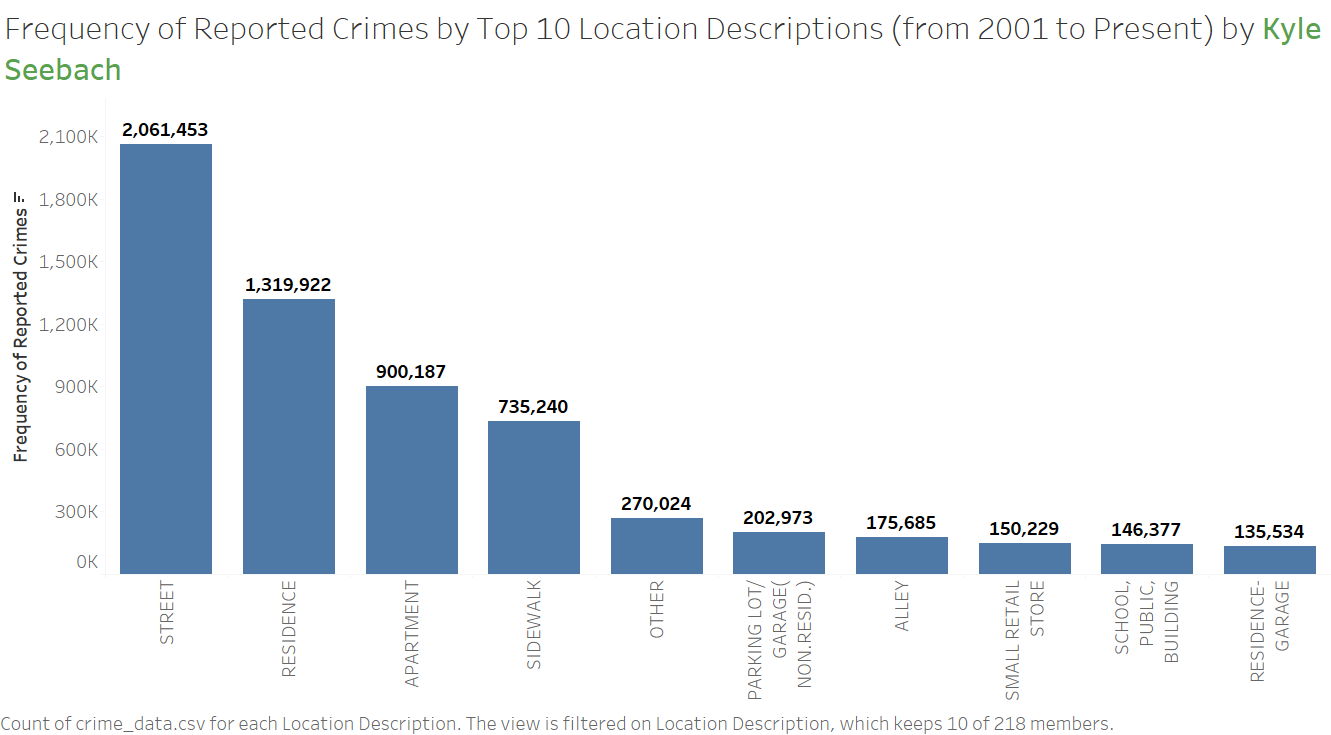 Frequency of Reported Crimes by Top 10 Location Descriptions (from 2001 to Present) by Kyle
Seebach
Frequency of Reported Crimes
2,100K
1,800K
1,500K
1,200K
900K
600K
300K
0K
2,061,453
1,319,922
900,187
735,240
270,024
202,973
175,685
150,229
146,377
135,534
STREET
RESIDENCE
APARTMENT
SIDEWALK
OTHER
PARKING LOT/
GARAGE(
NON.RESID.)
ALLEY
SMALL RETAIL
STORE
SCHOOL,
PUBLIC,
BUILDING
RESIDENCE-
GARAGE
Count of crime_data.csv for each Location Description. The view is filtered on Location Description, which keeps 10 of 218 members.